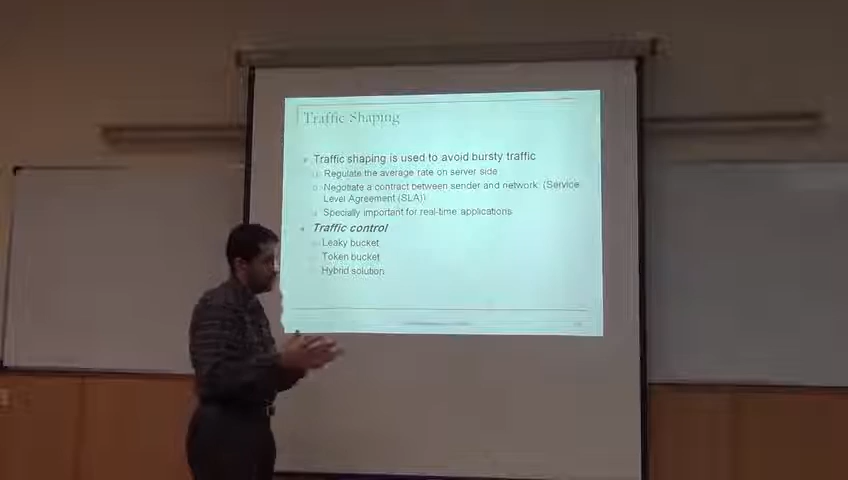 Traffic Shaping
Traffic shaping is used to avoid bursty traffic
Regulate the average rate on server side
Negotiate a contract between sender and network (Service
Level Agreement (SLA))
Specially important for real-time applications
Traffic control
Leaky bucket
Token bucket
Hybrid solution